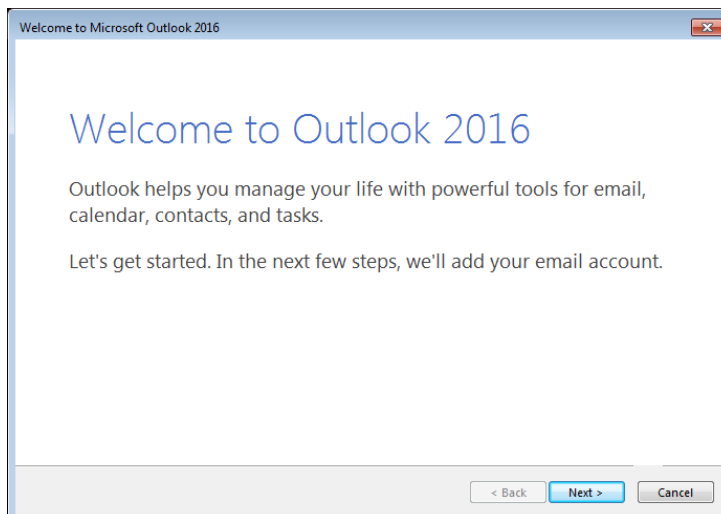 Welcome to Microsoft Outlook 2016
Welcome to Outlook 2016
Outlook helps you manage your life with powerful tools for email,
calendar, contacts, and tasks.
Let's get started. In the next few steps, we'll add your email account.
< Back Next > Cancel